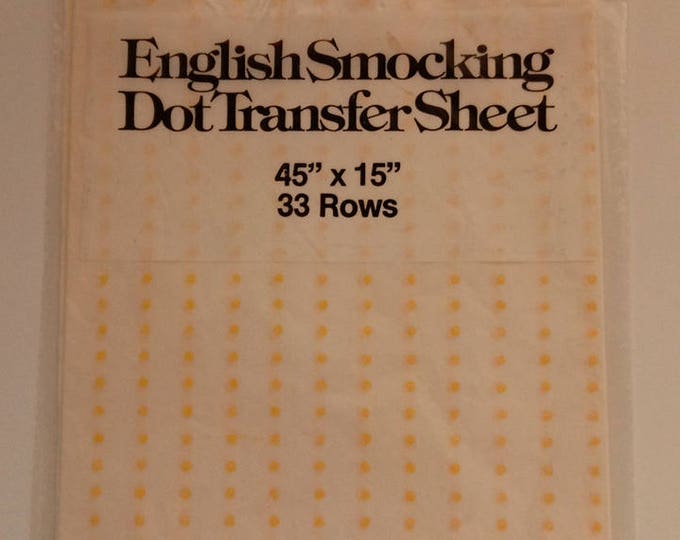 English Smocking
Dot Transfer Sheet
45” x 15”
33 Rows